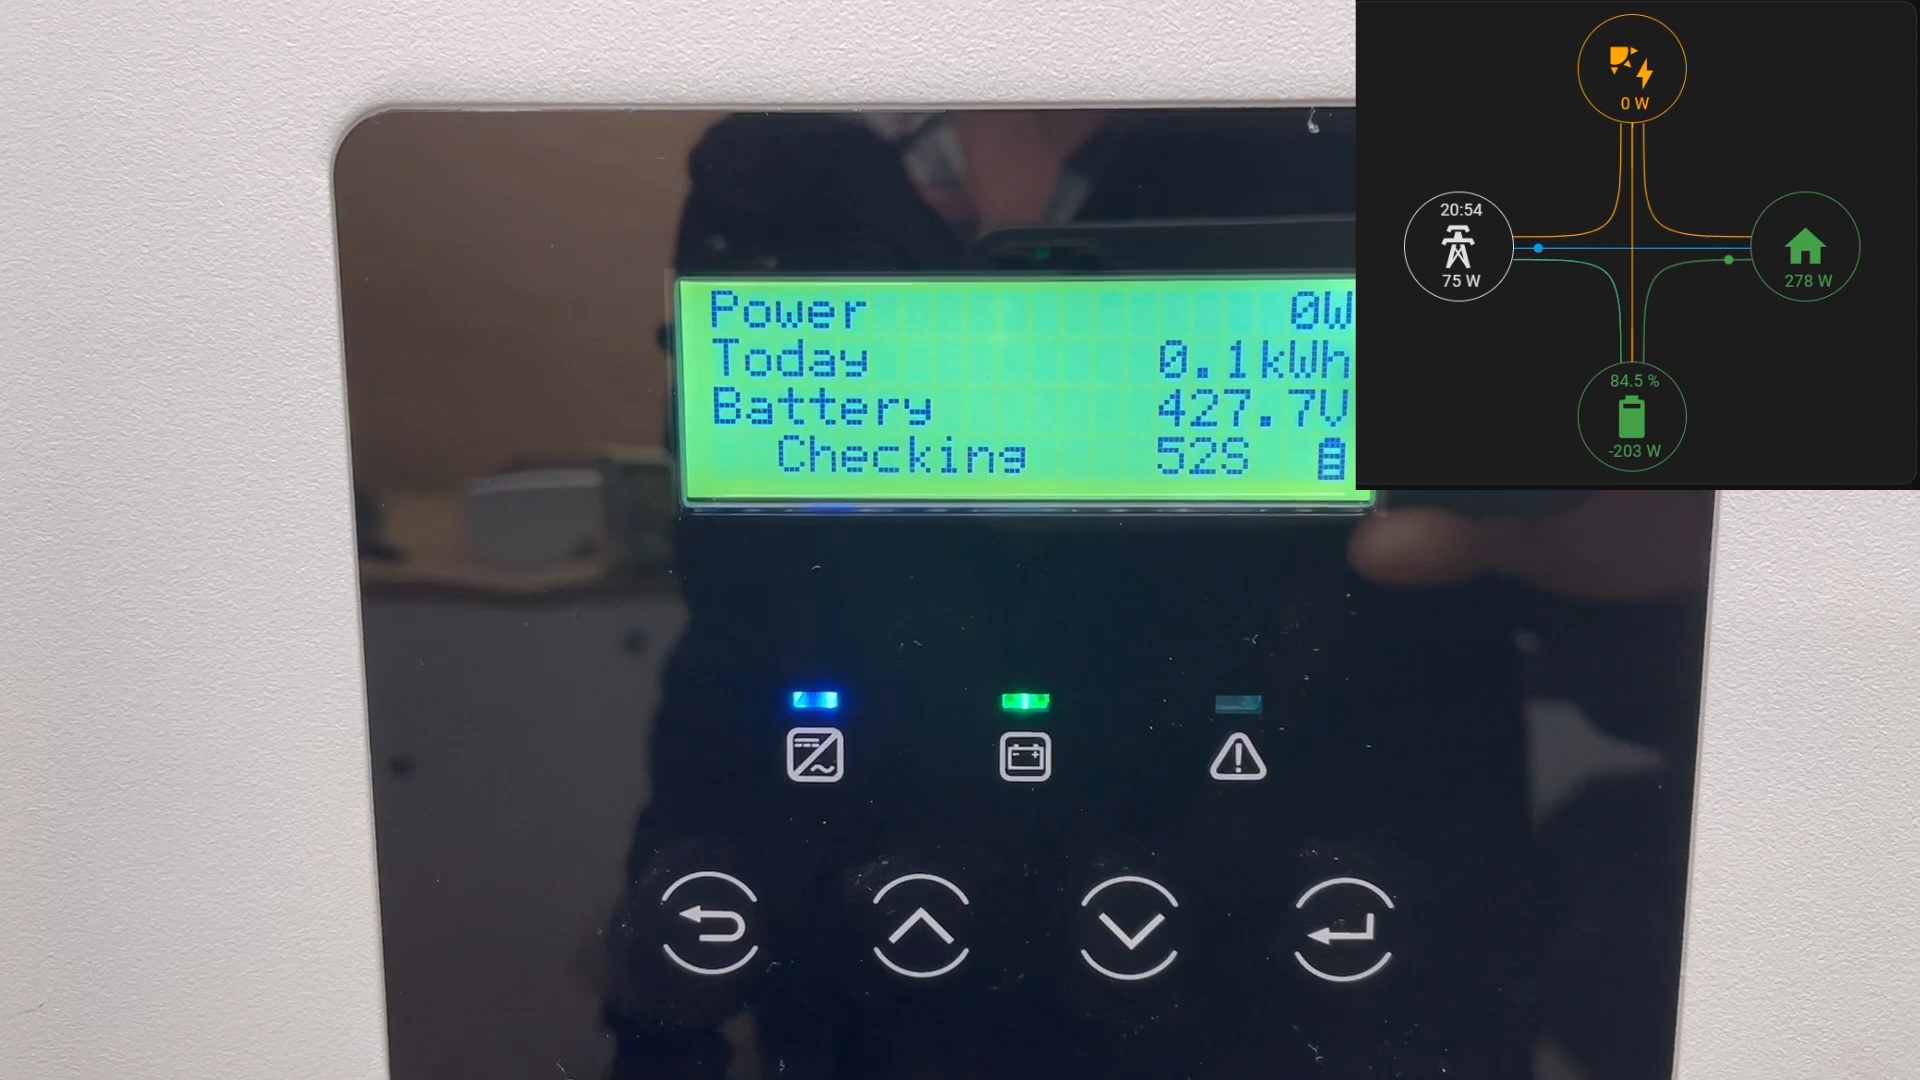 Power 0W
Today 0.1kWh
Battery 427.7V
Checking 52S
0 W
20:54
75 W
278 W
84.5 %
-203 W